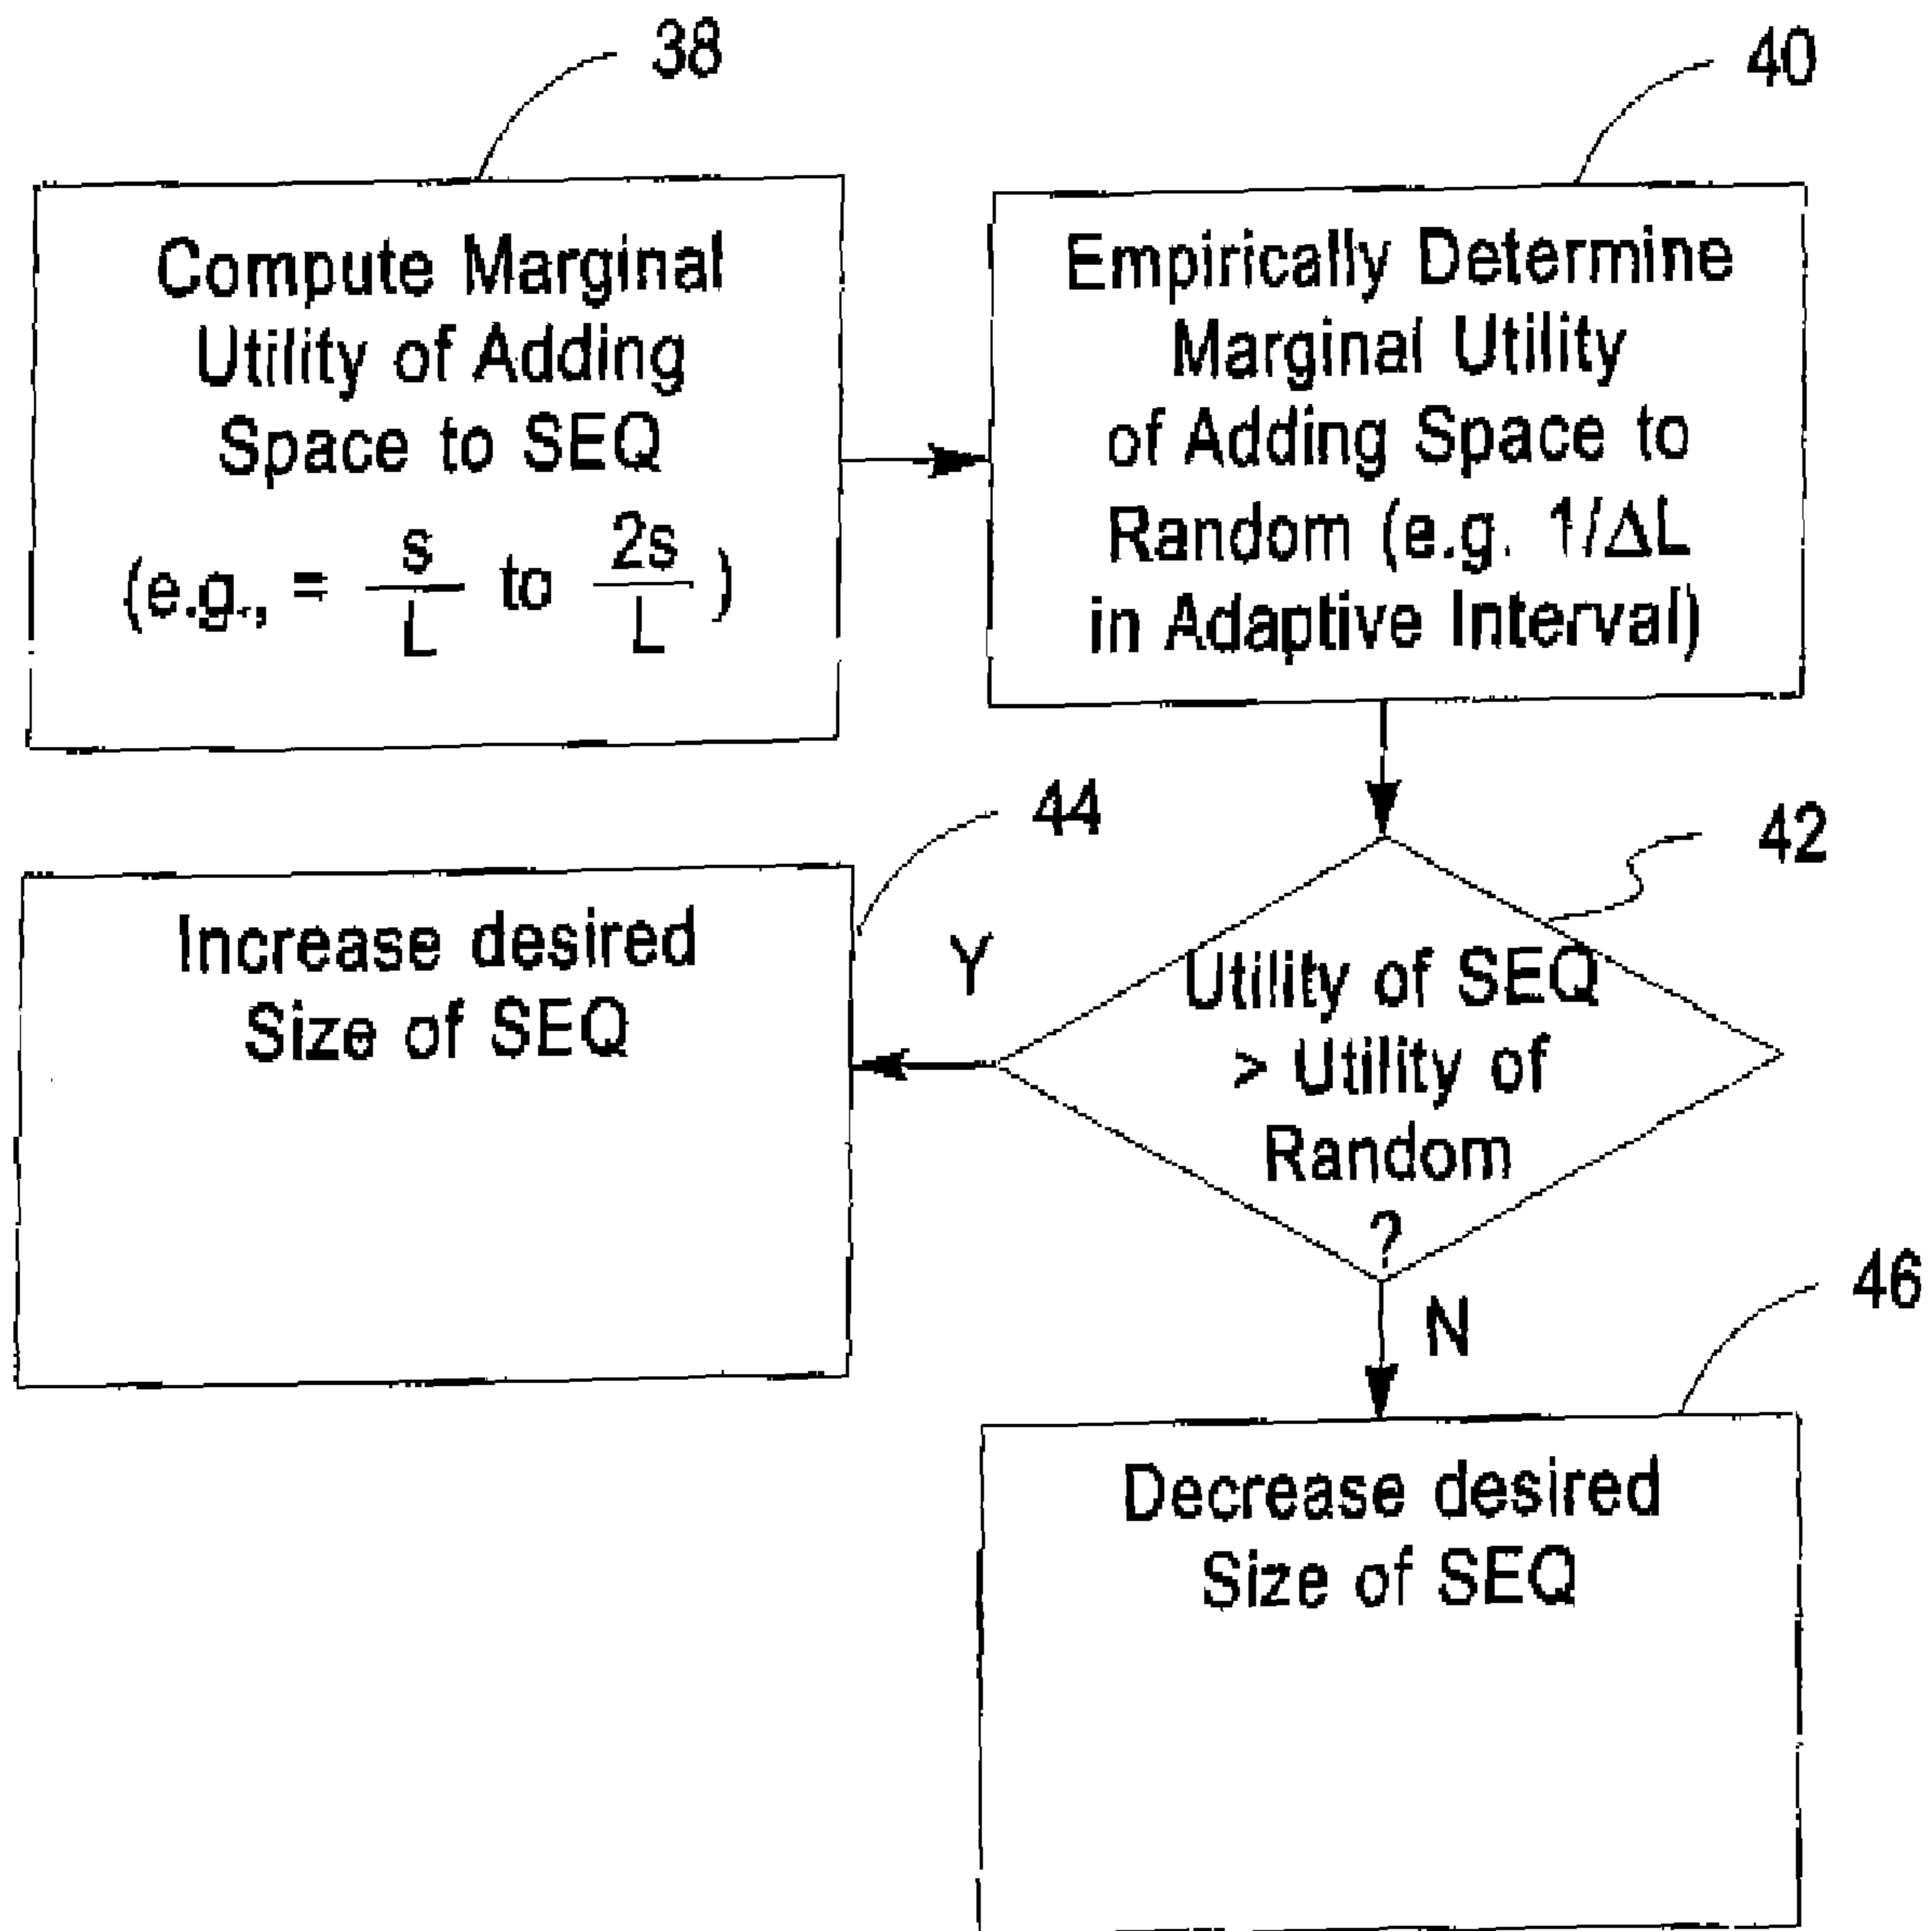 38
Compute Marginal
Utility of Adding
Space to SEQ
(e.g., = s/L to 2s/L)
40
Empirically Determine
Marginal Utility
of Adding Space to
Random (e.g. 1/ΔL
in Adaptive Interval)
42
Utility of SEQ
> Utility of
Random
?
Y
44
Increase desired
Size of SEQ
N
46
Decrease desired
Size of SEQ